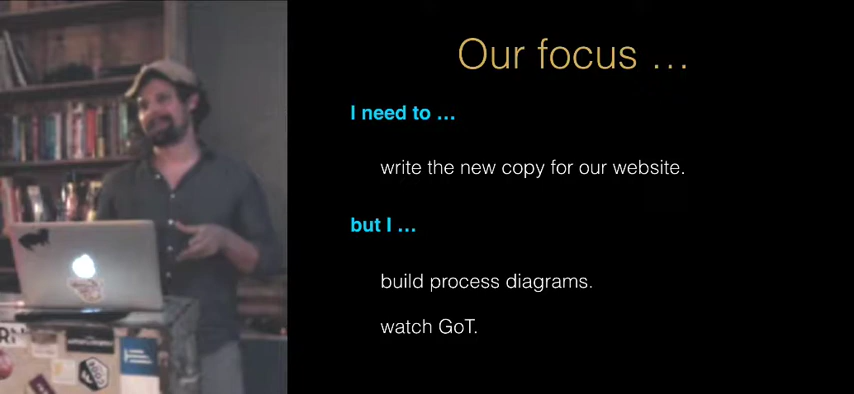 Our focus …
I need to …
write the new copy for our website.
but I …
build process diagrams.
watch GoT.